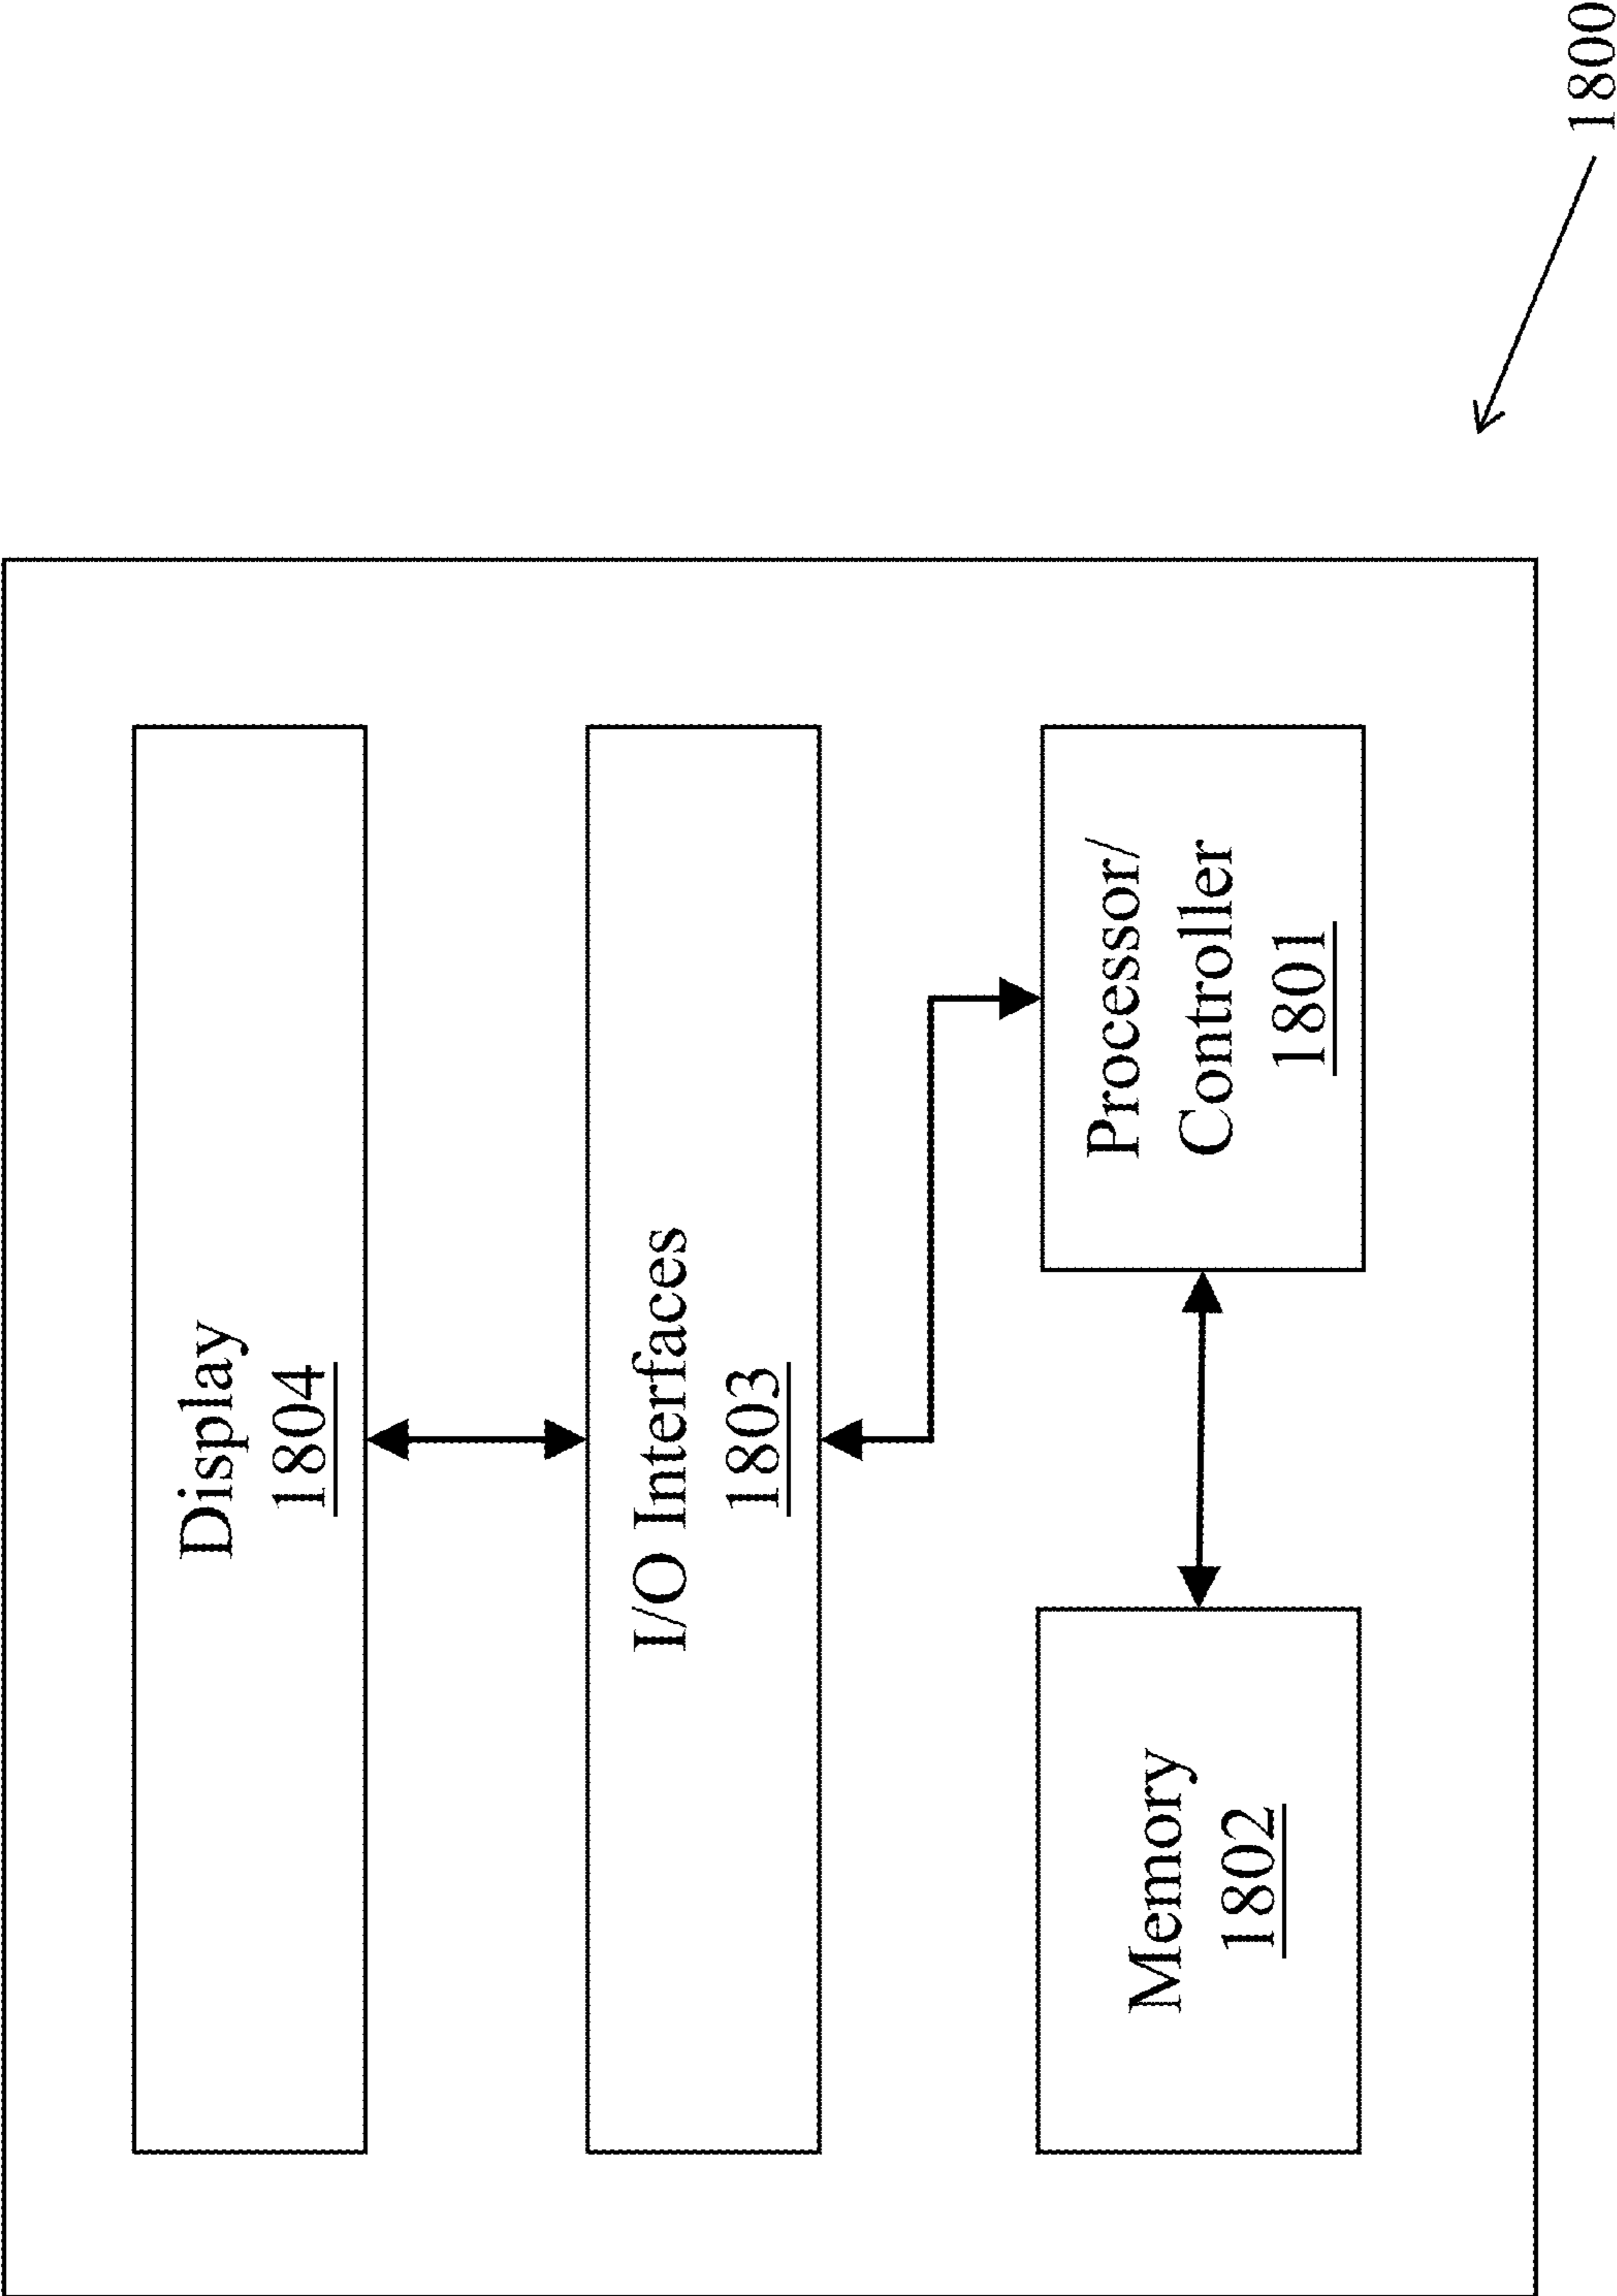 Display
1804
I/O Interfaces
1803
Memory
1802
Processor/
Controller
1801
1800